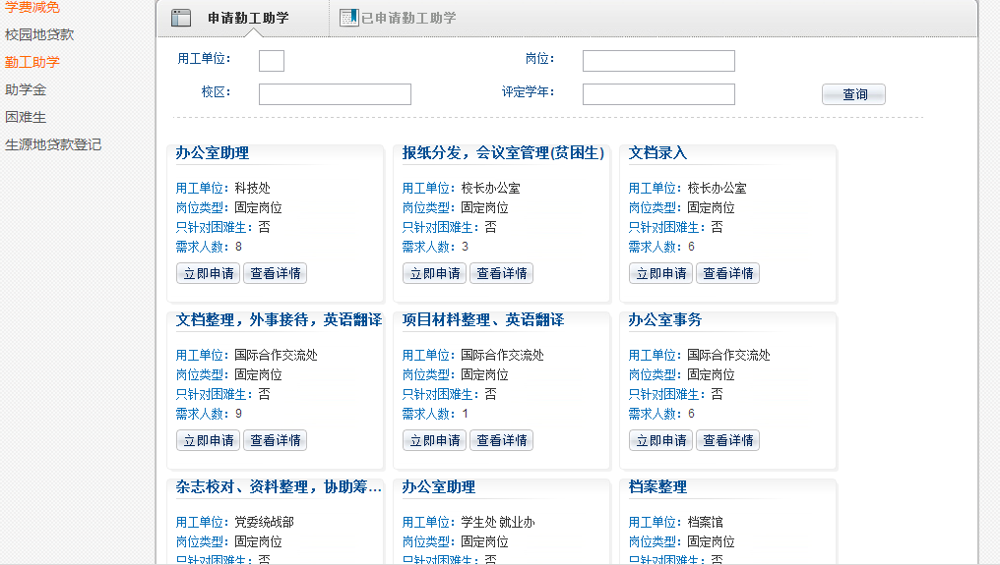 学费减免
校园地贷款
勤工助学
助学金
困难生
生源地贷款登记
申请勤工助学
已申请勤工助学
用工单位：
岗位：
校区：
评定学年：
查询
办公室助理
用工单位：科技处
岗位类型：固定岗位
只针对困难生：否
需求人数：8
立即申请 查看详情
报纸分发，会议室管理(贫困生)
用工单位：校长办公室
岗位类型：固定岗位
只针对困难生：否
需求人数：3
立即申请 查看详情
文档录入
用工单位：校长办公室
岗位类型：固定岗位
只针对困难生：否
需求人数：6
立即申请 查看详情
文档整理，外事接待，英语翻译
用工单位：国际合作交流处
岗位类型：固定岗位
只针对困难生：否
需求人数：9
立即申请 查看详情
项目材料整理、英语翻译
用工单位：国际合作交流处
岗位类型：固定岗位
只针对困难生：否
需求人数：1
立即申请 查看详情
办公室事务
用工单位：国际合作交流处
岗位类型：固定岗位
只针对困难生：否
需求人数：6
立即申请 查看详情
杂志校对、资料整理，协助筹...
用工单位：党委统战部
岗位类型：固定岗位
只针对困难生：否
办公室助理
用工单位：学生处 就业办
岗位类型：固定岗位
只针对困难生：否
档案整理
用工单位：档案馆
岗位类型：固定岗位
只针对困难生：否